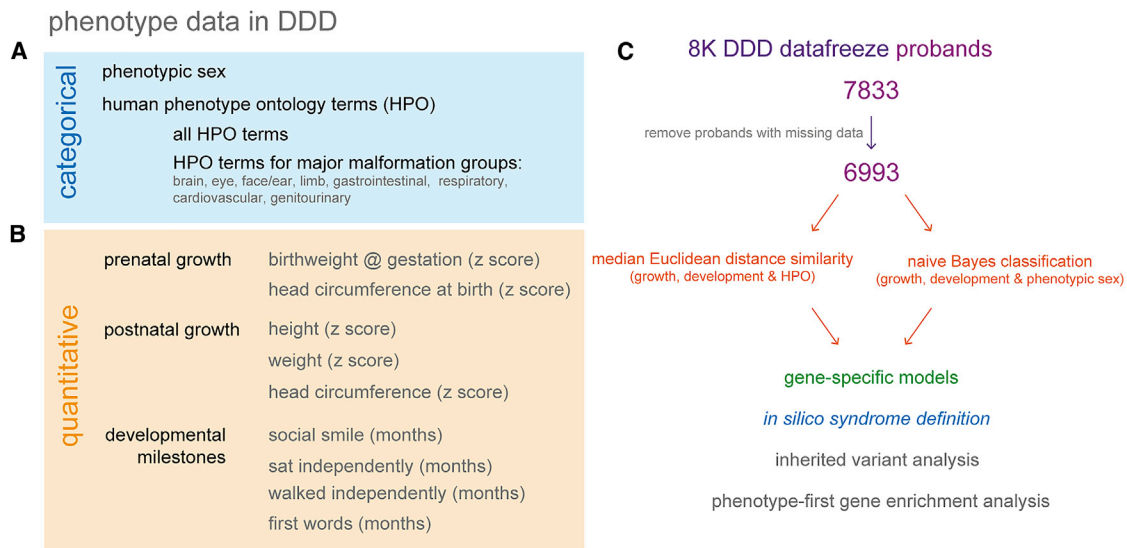 phenotype data in DDD
A
categorical
phenotypic sex
human phenotype ontology terms (HPO)
all HPO terms
HPO terms for major malformation groups:
brain, eye, face/ear, limb, gastrointestinal, respiratory,
cardiovascular, genitourinary
B
quantitative
prenatal growth
birthweight @ gestation (z score)
head circumference at birth (z score)
postnatal growth
height (z score)
weight (z score)
head circumference (z score)
developmental
milestones
social smile (months)
sat independently (months)
walked independently (months)
first words (months)
C
8K DDD datafreeze probands
7833
remove probands with missing data
6993
median Euclidean distance similarity
(growth, development & HPO)
naive Bayes classification
(growth, development & phenotypic sex)
gene-specific models
in silico syndrome definition
inherited variant analysis
phenotype-first gene enrichment analysis